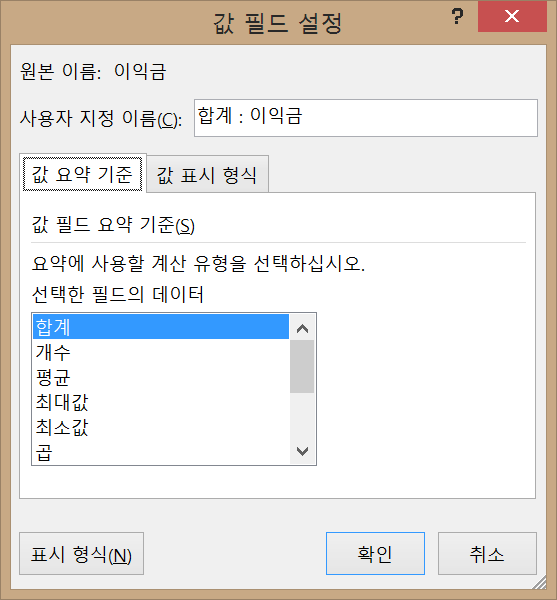 값 필드 설정
?
원본 이름: 이익금
사용자 지정 이름(C): 합계 : 이익금
값 요약 기준 값 표시 형식
값 필드 요약 기준(S)
요약에 사용할 계산 유형을 선택하십시오.
선택한 필드의 데이터
합계
개수
평균
최대값
최소값
곱
표시 형식(N) 확인 취소